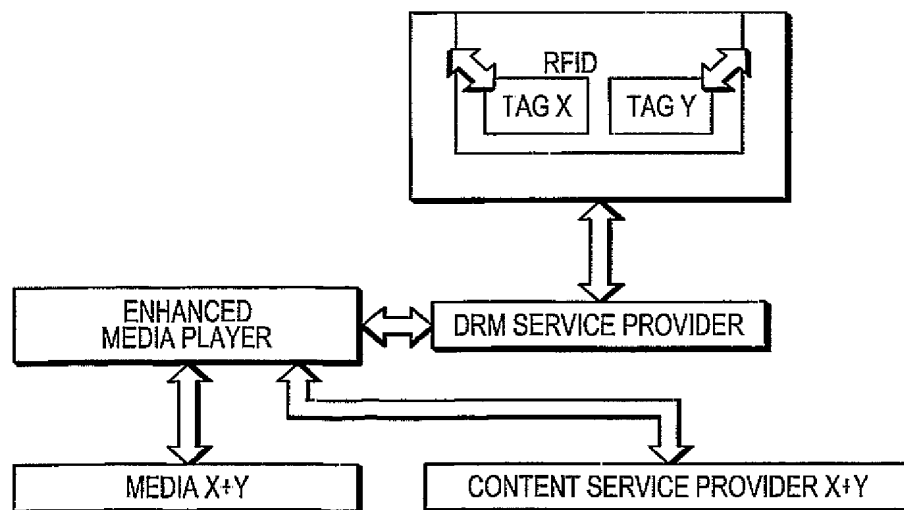 RFID
TAG X
TAG Y
ENHANCED
MEDIA PLAYER
DRM SERVICE PROVIDER
MEDIA X+Y
CONTENT SERVICE PROVIDER X+Y